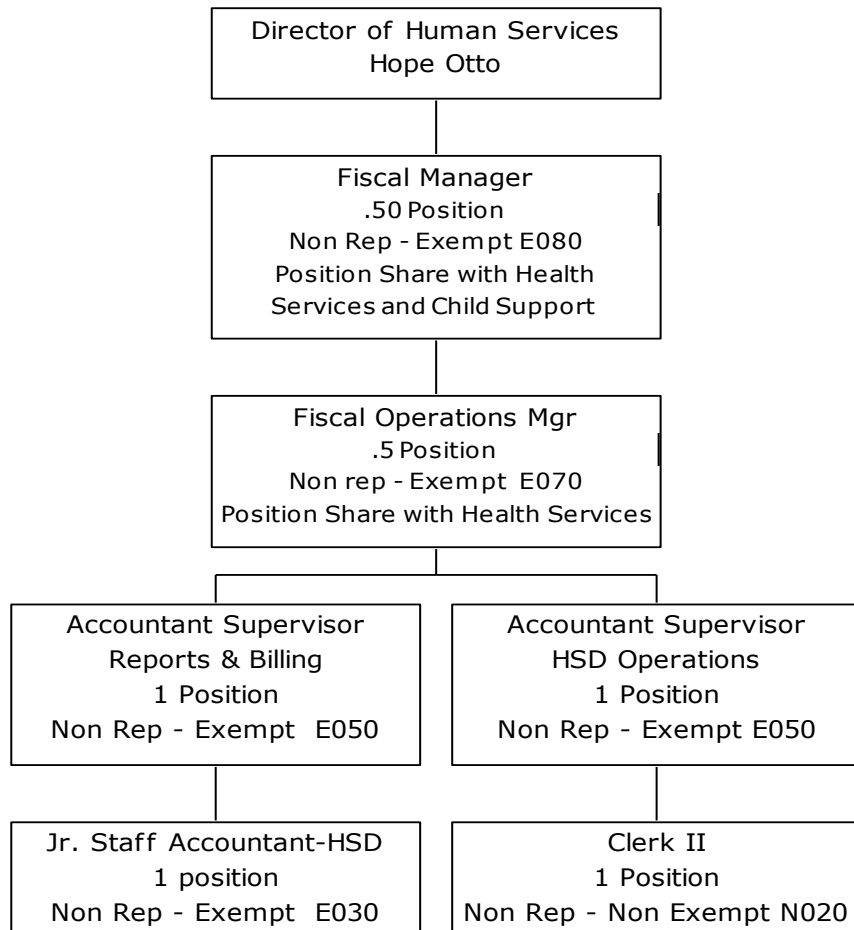 Director of Human Services
Hope Otto
Fiscal Manager
.50 Position
Non Rep - Exempt E080
Position Share with Health
Services and Child Support
Fiscal Operations Mgr
.5 Position
Non rep - Exempt E070
Position Share with Health Services
Accountant Supervisor
Reports & Billing
1 Position
Non Rep - Exempt E050
Accountant Supervisor
HSD Operations
1 Position
Non Rep - Exempt E050
Jr. Staff Accountant-HSD
1 position
Non Rep - Exempt E030
Clerk II
1 Position
Non Rep - Non Exempt N020